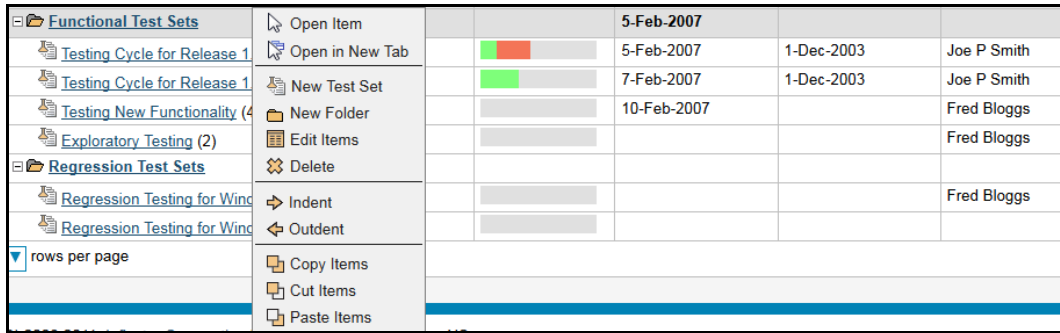 Functional Test Sets 5-Feb-2007
Testing Cycle for Release 1. 5-Feb-2007 1-Dec-2003 Joe P Smith
Testing Cycle for Release 1. 7-Feb-2007 1-Dec-2003 Joe P Smith
Testing New Functionality (4 10-Feb-2007 Fred Bloggs
Exploratory Testing (2) Fred Bloggs
Regression Test Sets
Regression Testing for Wind Fred Bloggs
Regression Testing for Wind
rows per page
Open Item
Open in New Tab
New Test Set
New Folder
Edit Items
Delete
Indent
Outdent
Copy Items
Cut Items
Paste Items